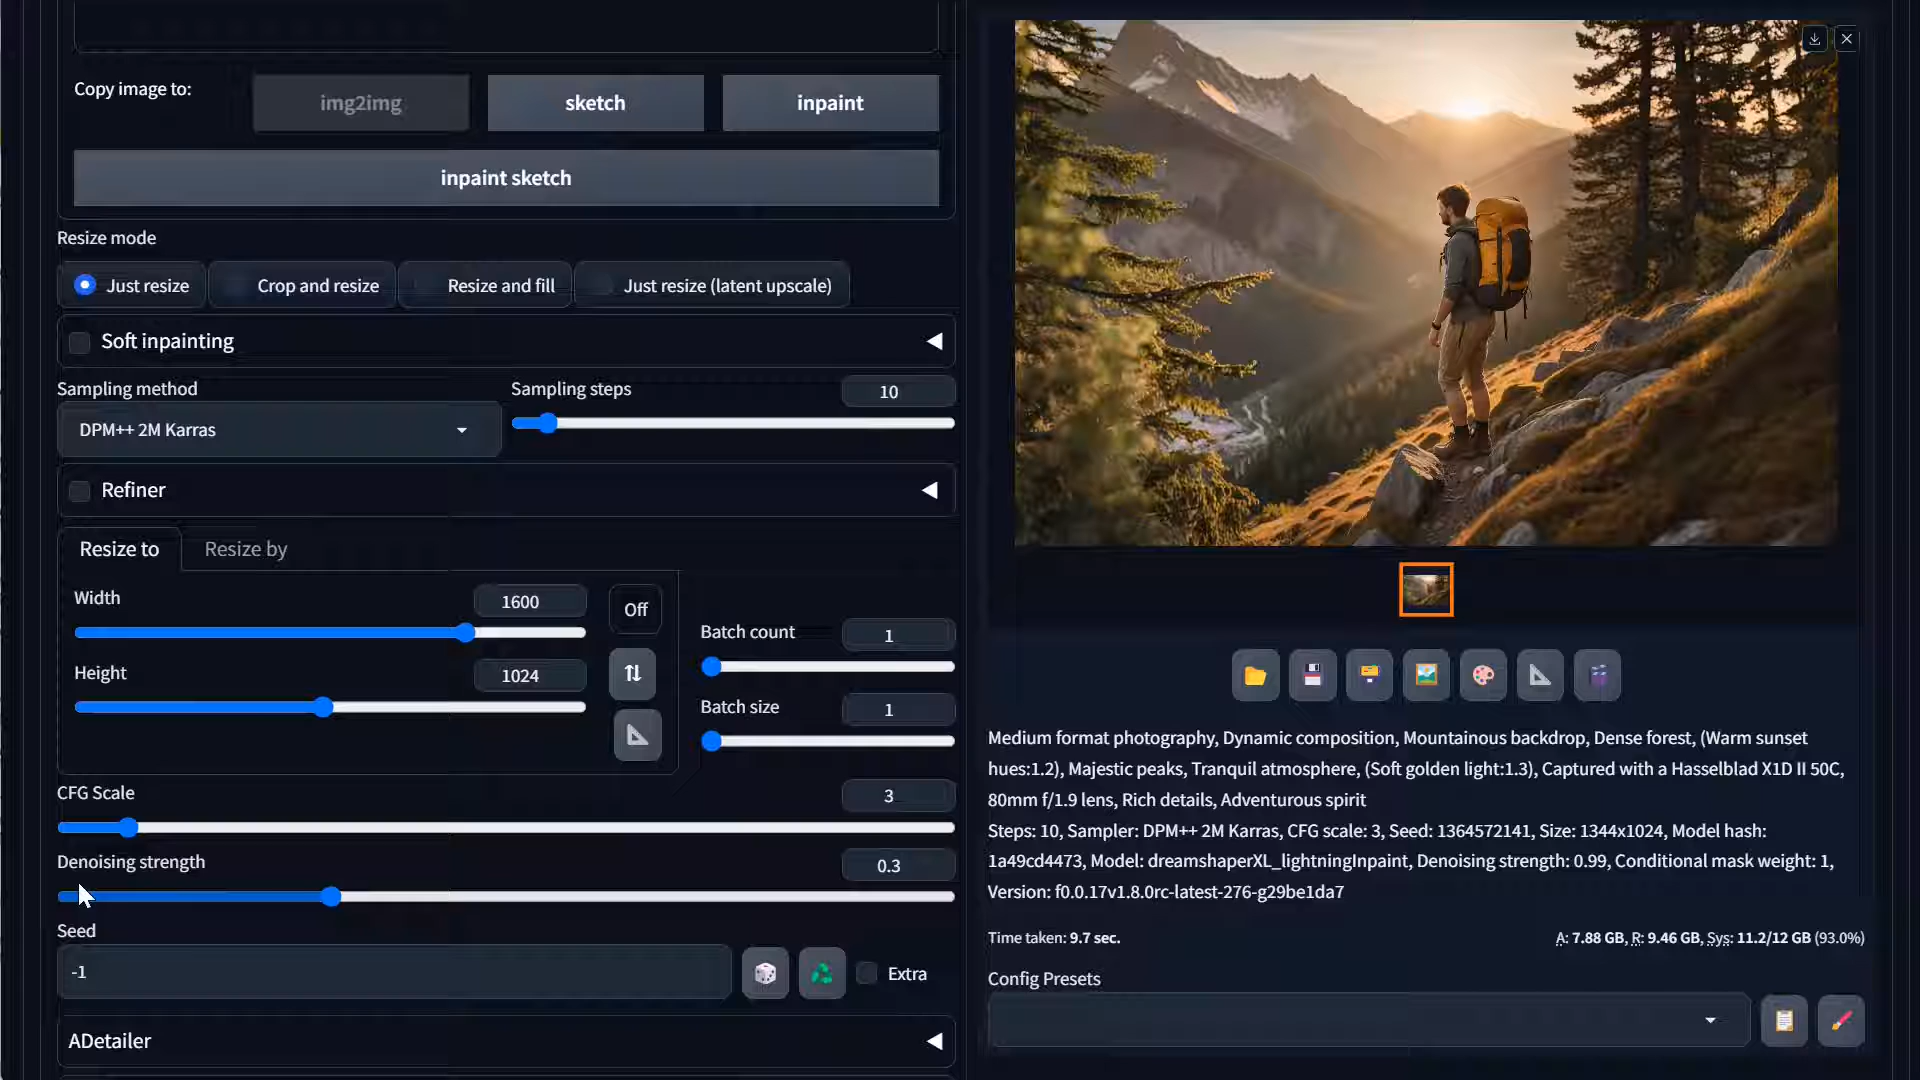 Copy image to:
img2img
sketch
inpaint
inpaint sketch
Resize mode
Just resize
Crop and resize
Resize and fill
Just resize (latent upscale)
Soft inpainting
Sampling method
Sampling steps
10
DPM++ 2M Karras
Refiner
Resize to
Resize by
Width
1600
Off
Height
1024
Batch count
1
Batch size
1
CFG Scale
3
Denoising strength
0.3
Seed
-1
Extra
ADetailer
Medium format photography, Dynamic composition, Mountainous backdrop, Dense forest, (Warm sunset
hues:1.2), Majestic peaks, Tranquil atmosphere, (Soft golden light:1.3), Captured with a Hasselblad X1D II 50C,
80mm f/1.9 lens, Rich details, Adventurous spirit
Steps: 10, Sampler: DPM++ 2M Karras, CFG scale: 3, Seed: 1364572141, Size: 1344x1024, Model hash:
1a49cd4473, Model: dreamshaperXL_lightningInpaint, Denoising strength: 0.99, Conditional mask weight: 1,
Version: f0.0.17v1.8.0rc-latest-276-g29be1da7
Time taken: 9.7 sec.
A: 7.88 GB, R: 9.46 GB, Sys: 11.2/12 GB (93.0%)
Config Presets